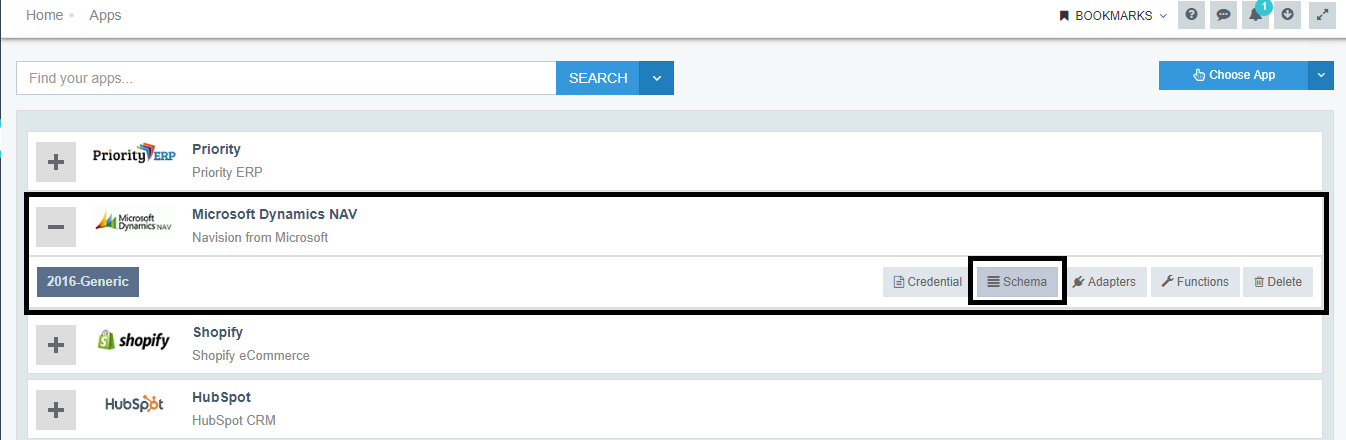 Home Apps BOOKMARKS 1
Find your apps... SEARCH Choose App
Priority ERP Priority
Priority ERP
Microsoft Dynamics NAV Microsoft Dynamics NAV
Navision from Microsoft
2016-Generic Credential Schema Adapters Functions Delete
shopify Shopify
Shopify eCommerce
HubSpot HubSpot
HubSpot CRM